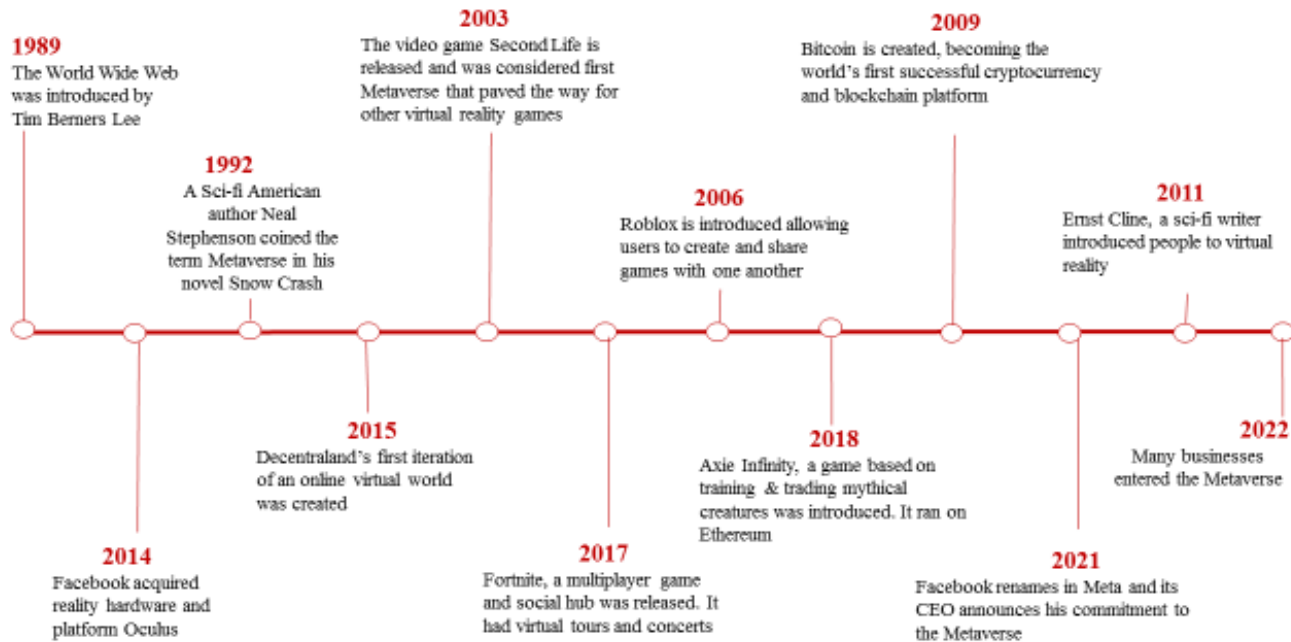 1989
The World Wide Web
was introduced by
Tim Berners Lee
1992
A Sci-fi American
author Neal
Stephenson coined the
term Metaverse in his
novel Snow Crash
2003
The video game Second Life is
released and was considered first
Metaverse that paved the way for
other virtual reality games
2006
Roblox is introduced allowing
users to create and share
games with one another
2009
Bitcoin is created, becoming the
world's first successful cryptocurrency
and blockchain platform
2011
Ernst Cline, a sci-fi writer
introduced people to virtual
reality
2014
Facebook acquired
reality hardware and
platform Oculus
2015
Decentraland's first iteration
of an online virtual world
was created
2017
Fortnite, a multiplayer game
and social hub was released. It
had virtual tours and concerts
2018
Axie Infinity, a game based on
training & trading mythical
creatures was introduced. It ran on
Ethereum
2021
Facebook renames in Meta and its
CEO announces his commitment to
the Metaverse
2022
Many businesses
entered the Metaverse